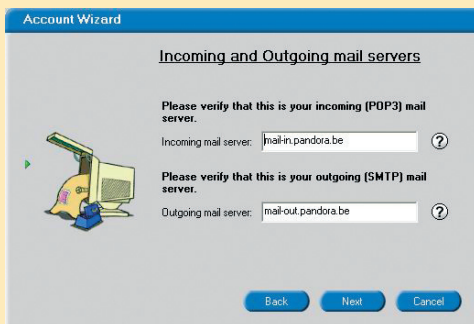 Account Wizard
Incoming and Outgoing mail servers
Please verify that this is your incoming (POP3) mail
server.
Incoming mail server: mail-in.pandora.be ?
Please verify that this is your outgoing (SMTP) mail
server.
Outgoing mail server: mail-out.pandora.be ?
Back Next Cancel